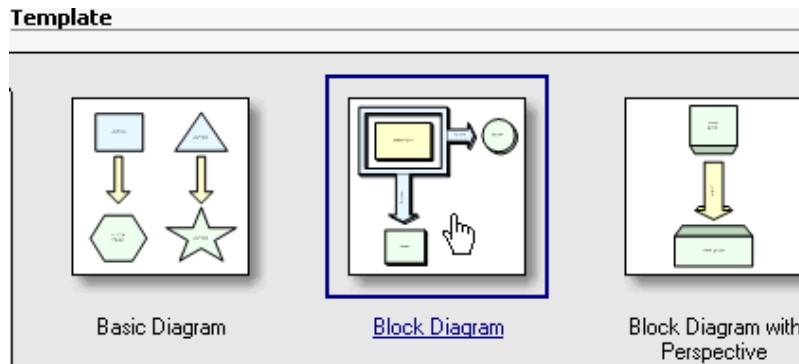 Template
Basic Diagram
Block Diagram
Block Diagram with
Perspective